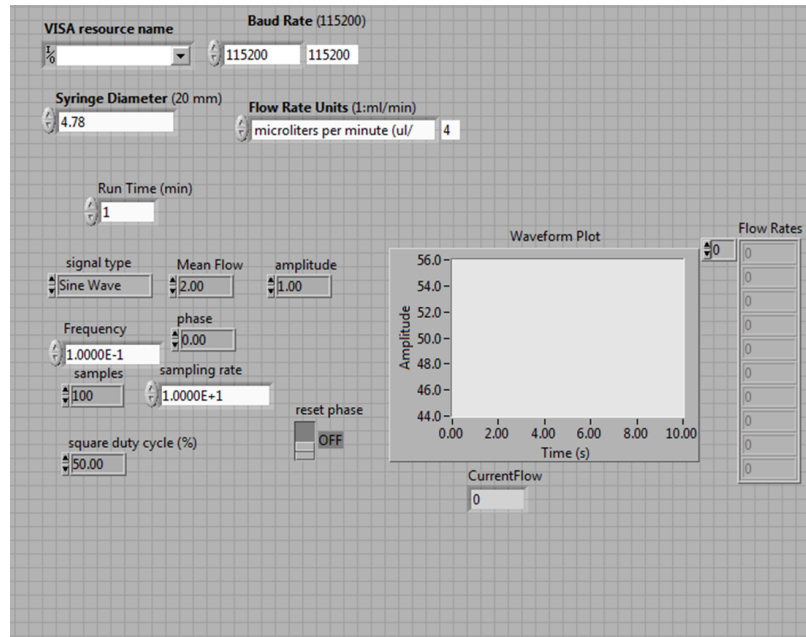 VISA resource name
Baud Rate (115200)
I/O
115200 115200
Syringe Diameter (20 mm)
4.78
Flow Rate Units (1:ml/min)
microliters per minute (ul/ 4
Run Time (min)
1
signal type
Sine Wave
Mean Flow
2.00
amplitude
1.00
Frequency
1.0000E-1
phase
0.00
samples
100
sampling rate
1.0000E+1
square duty cycle (%)
50.00
reset phase
OFF
Waveform Plot
Amplitude
56.0
54.0
52.0
50.0
48.0
46.0
44.0
0.00 2.00 4.00 6.00 8.00 10.00
Time (s)
CurrentFlow
0
Flow Rates
0
0
0
0
0
0
0
0
0
0
0